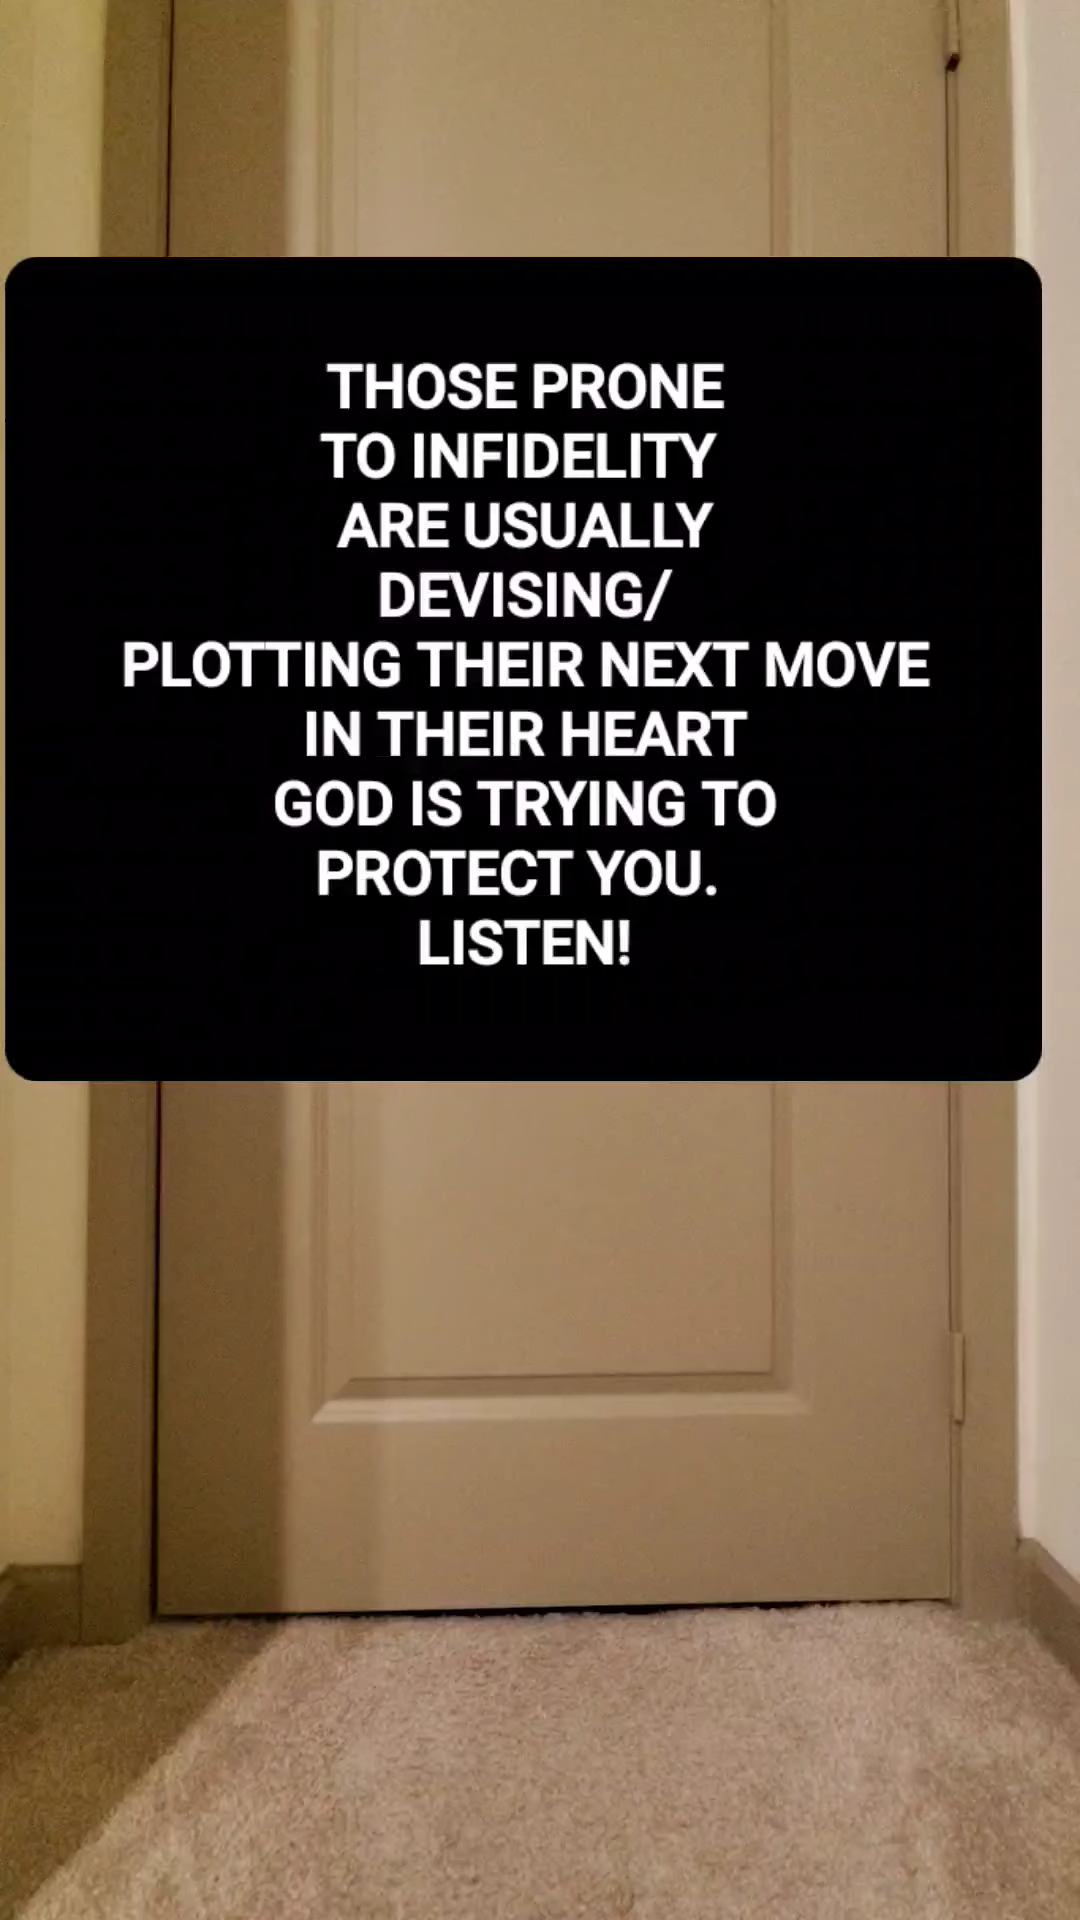 THOSE PRONE
TO INFIDELITY
ARE USUALLY
DEVISING/
PLOTTING THEIR NEXT MOVE
IN THEIR HEART
GOD IS TRYING TO
PROTECT YOU.
LISTEN!